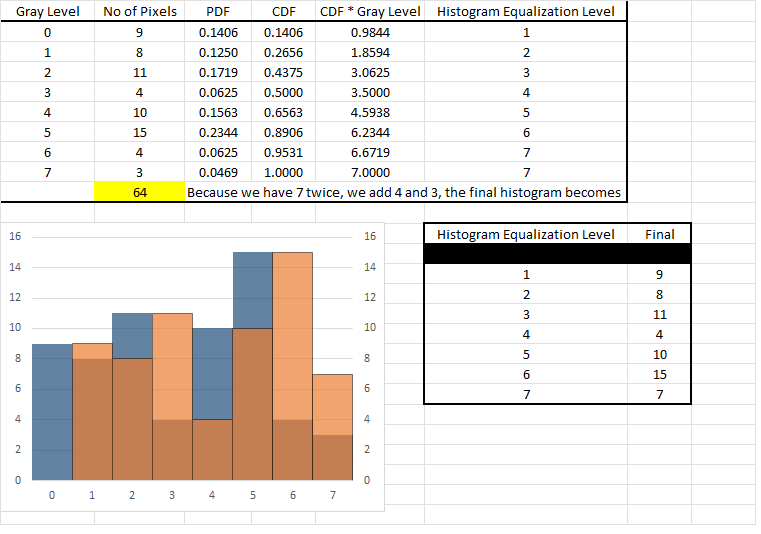 Gray Level No of Pixels PDF CDF CDF * Gray Level Histogram Equalization Level
0 9 0.1406 0.1406 0.9844 1
1 8 0.1250 0.2656 1.8594 2
2 11 0.1719 0.4375 3.0625 3
3 4 0.0625 0.5000 3.5000 4
4 10 0.1563 0.6563 4.5938 5
5 15 0.2344 0.8906 6.2344 6
6 4 0.0625 0.9531 6.6719 7
7 3 0.0469 1.0000 7.0000 7
64 Because we have 7 twice, we add 4 and 3, the final histogram becomes
16 16
14 14
12 12
10 10
8 8
6 6
4 4
2 2
0 0
0 1 2 3 4 5 6 7
Histogram Equalization Level Final
1 9
2 8
3 11
4 4
5 10
6 15
7 7